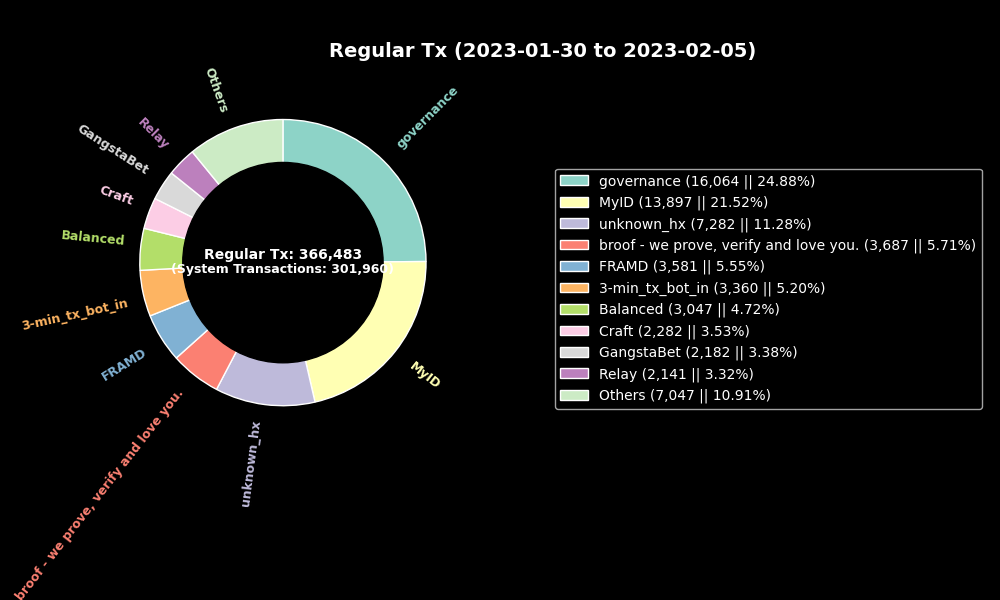 Regular Tx (2023-01-30 to 2023-02-05)
Others
governance
Relay
GangstaBet
Craft
Balanced
3-min_tx_bot_in
FRAMD
broof - we prove, verify and love you.
unknown_hx
MyID
Regular Tx: 366,483
(System Transactions: 301,960)
governance (16,064 || 24.88%)
MyID (13,897 || 21.52%)
unknown_hx (7,282 || 11.28%)
broof - we prove, verify and love you. (3,687 || 5.71%)
FRAMD (3,581 || 5.55%)
3-min_tx_bot_in (3,360 || 5.20%)
Balanced (3,047 || 4.72%)
Craft (2,282 || 3.53%)
GangstaBet (2,182 || 3.38%)
Relay (2,141 || 3.32%)
Others (7,047 || 10.91%)